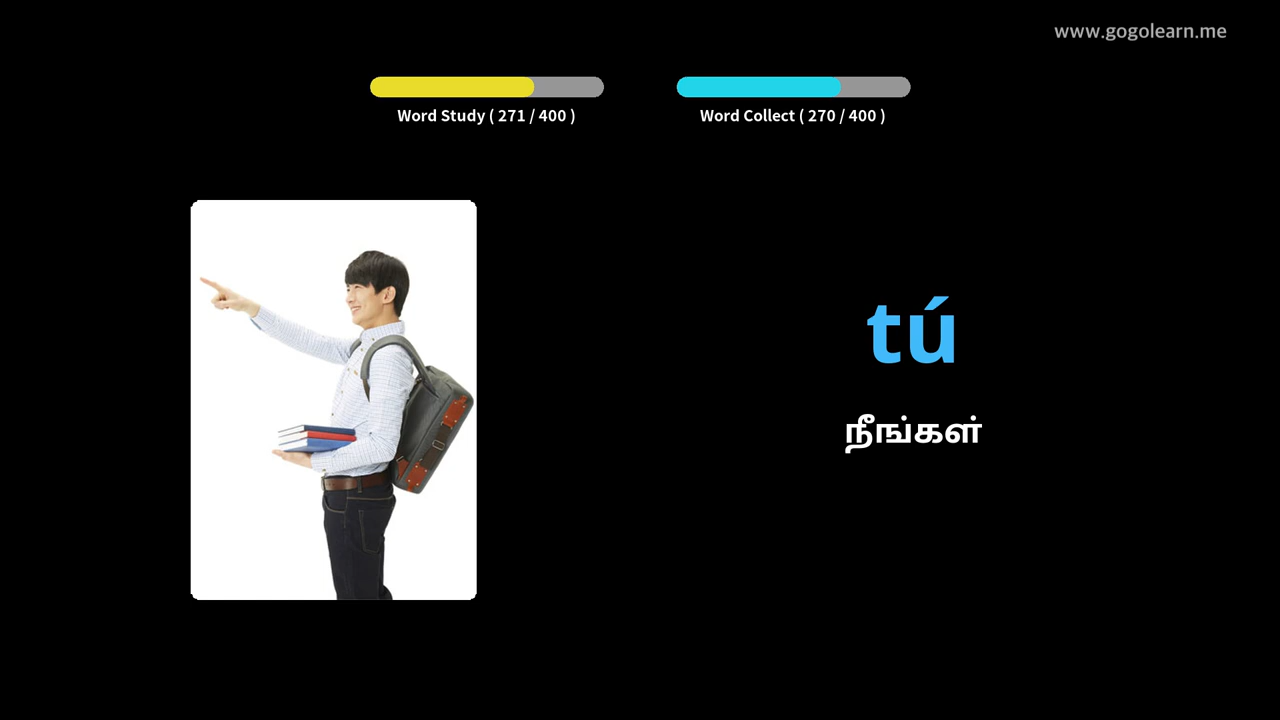 www.gogolearn.me
Word Study ( 271 / 400 )
Word Collect ( 270 / 400 )
tú
நீங்கள்